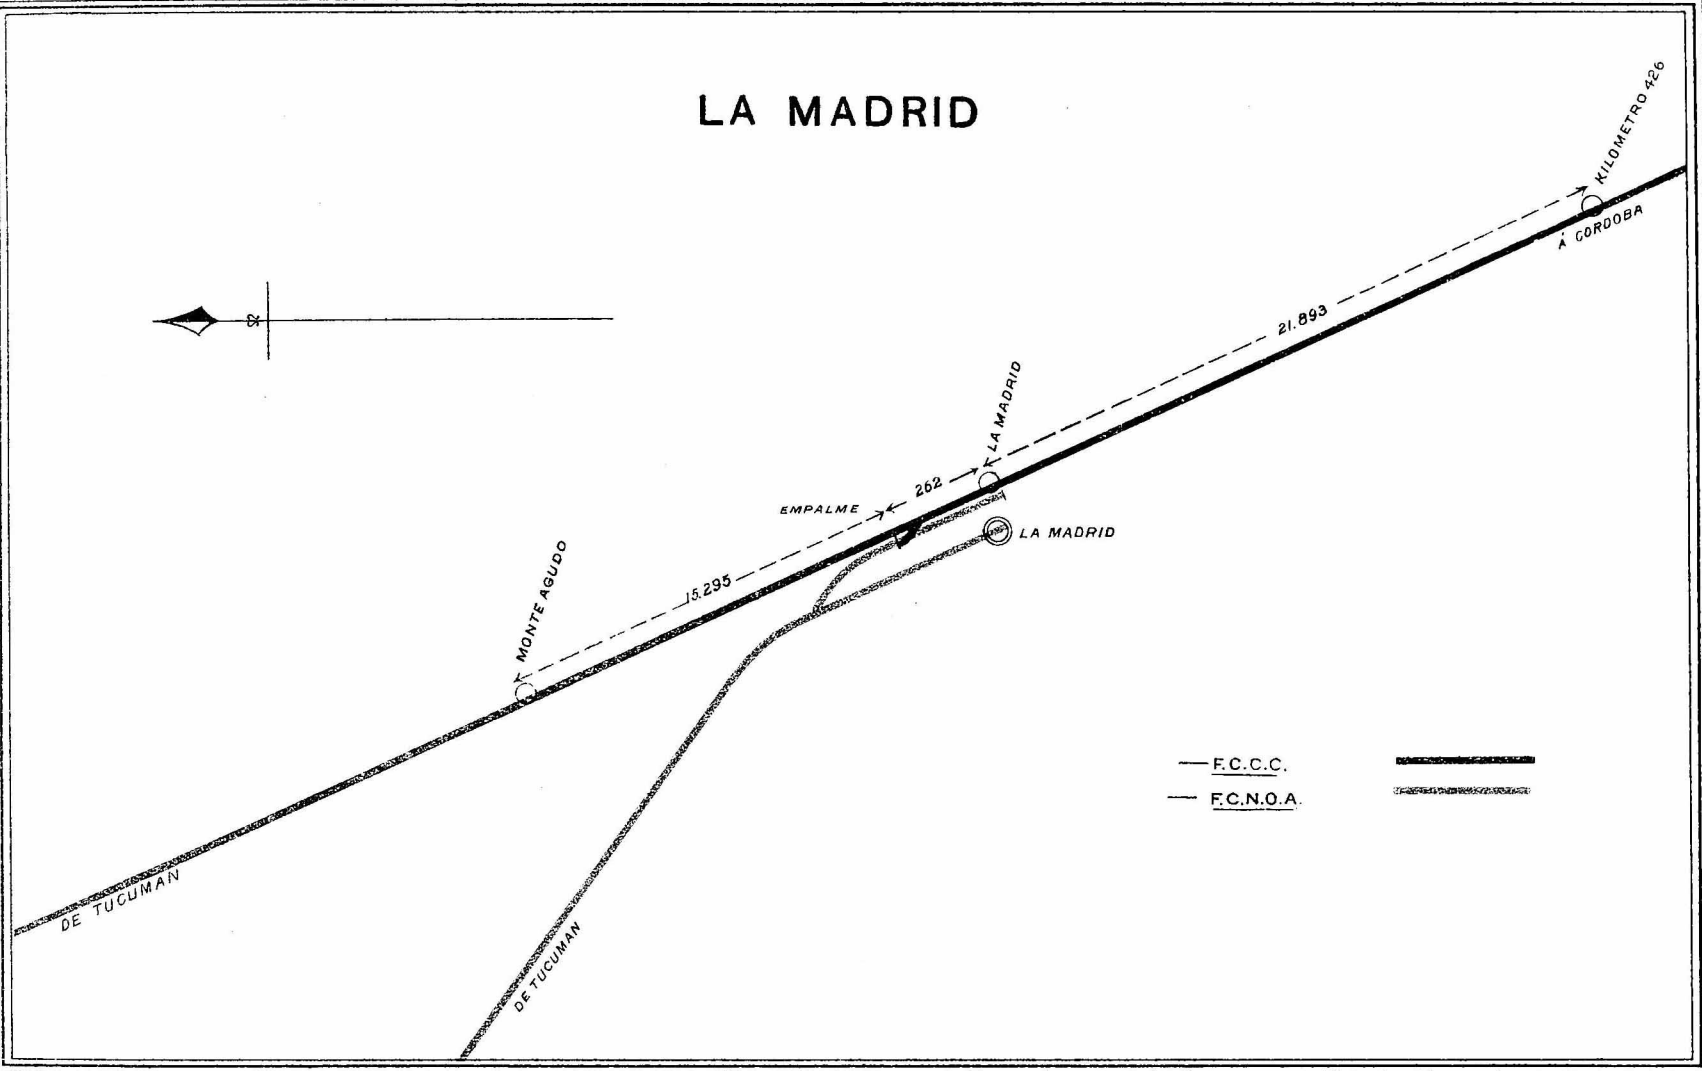 LA MADRID
KILOMETRO 426
Á CORDOBA
21.893
LA MADRID
262
EMPALME
LA MADRID
15.295
MONTE AGUDO
F.C.C.C.
F.C.N.O.A.
DE TUCUMAN
DE TUCUMAN